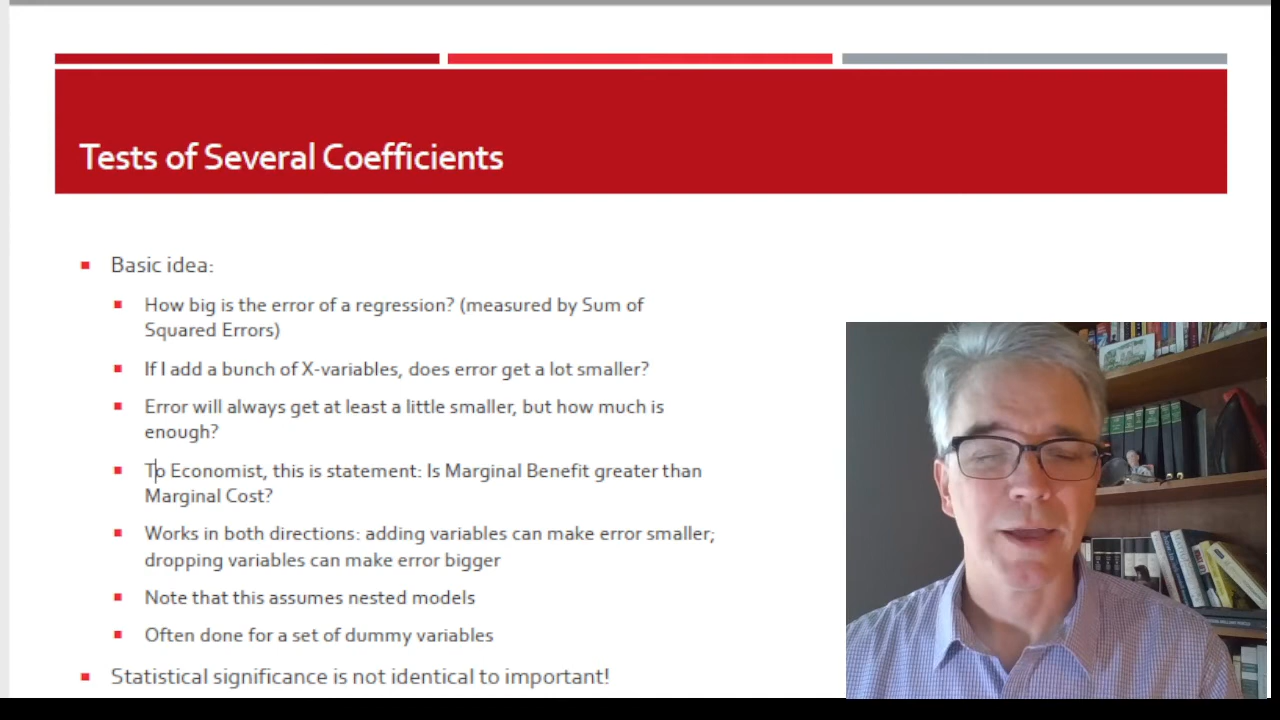 Tests of Several Coefficients
Basic idea:
How big is the error of a regression? (measured by Sum of
Squared Errors)
If I add a bunch of X-variables, does error get a lot smaller?
Error will always get at least a little smaller, but how much is
enough?
To Economist, this is statement: Is Marginal Benefit greater than
Marginal Cost?
Works in both directions: adding variables can make error smaller;
dropping variables can make error bigger
Note that this assumes nested models
Often done for a set of dummy variables
Statistical significance is not identical to important!